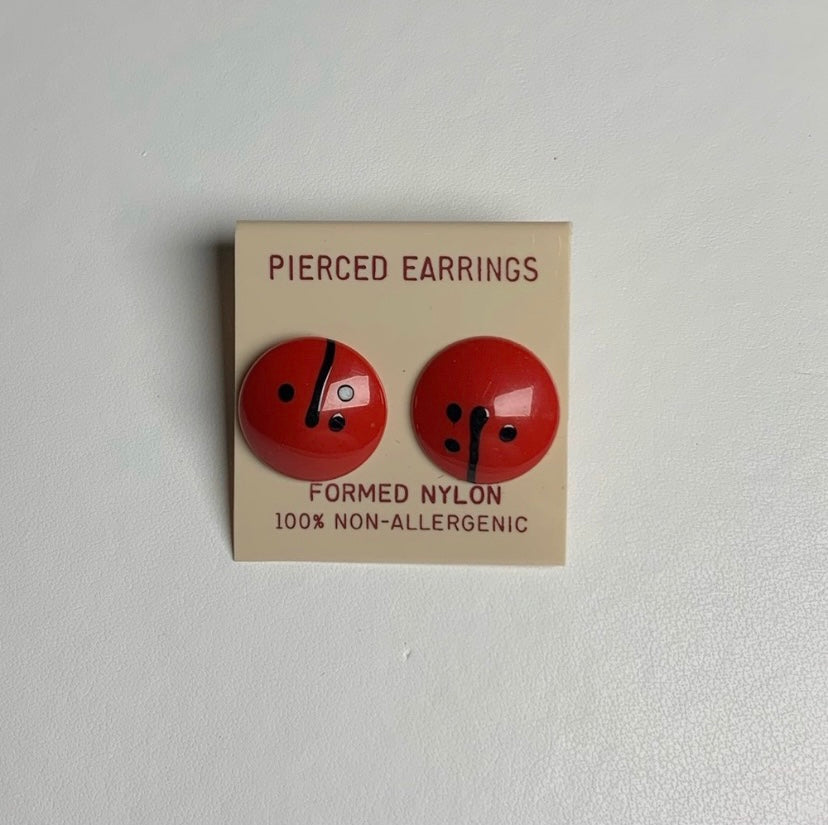 PIERCED EARRINGS
FORMED NYLON
100% NON-ALLERGENIC